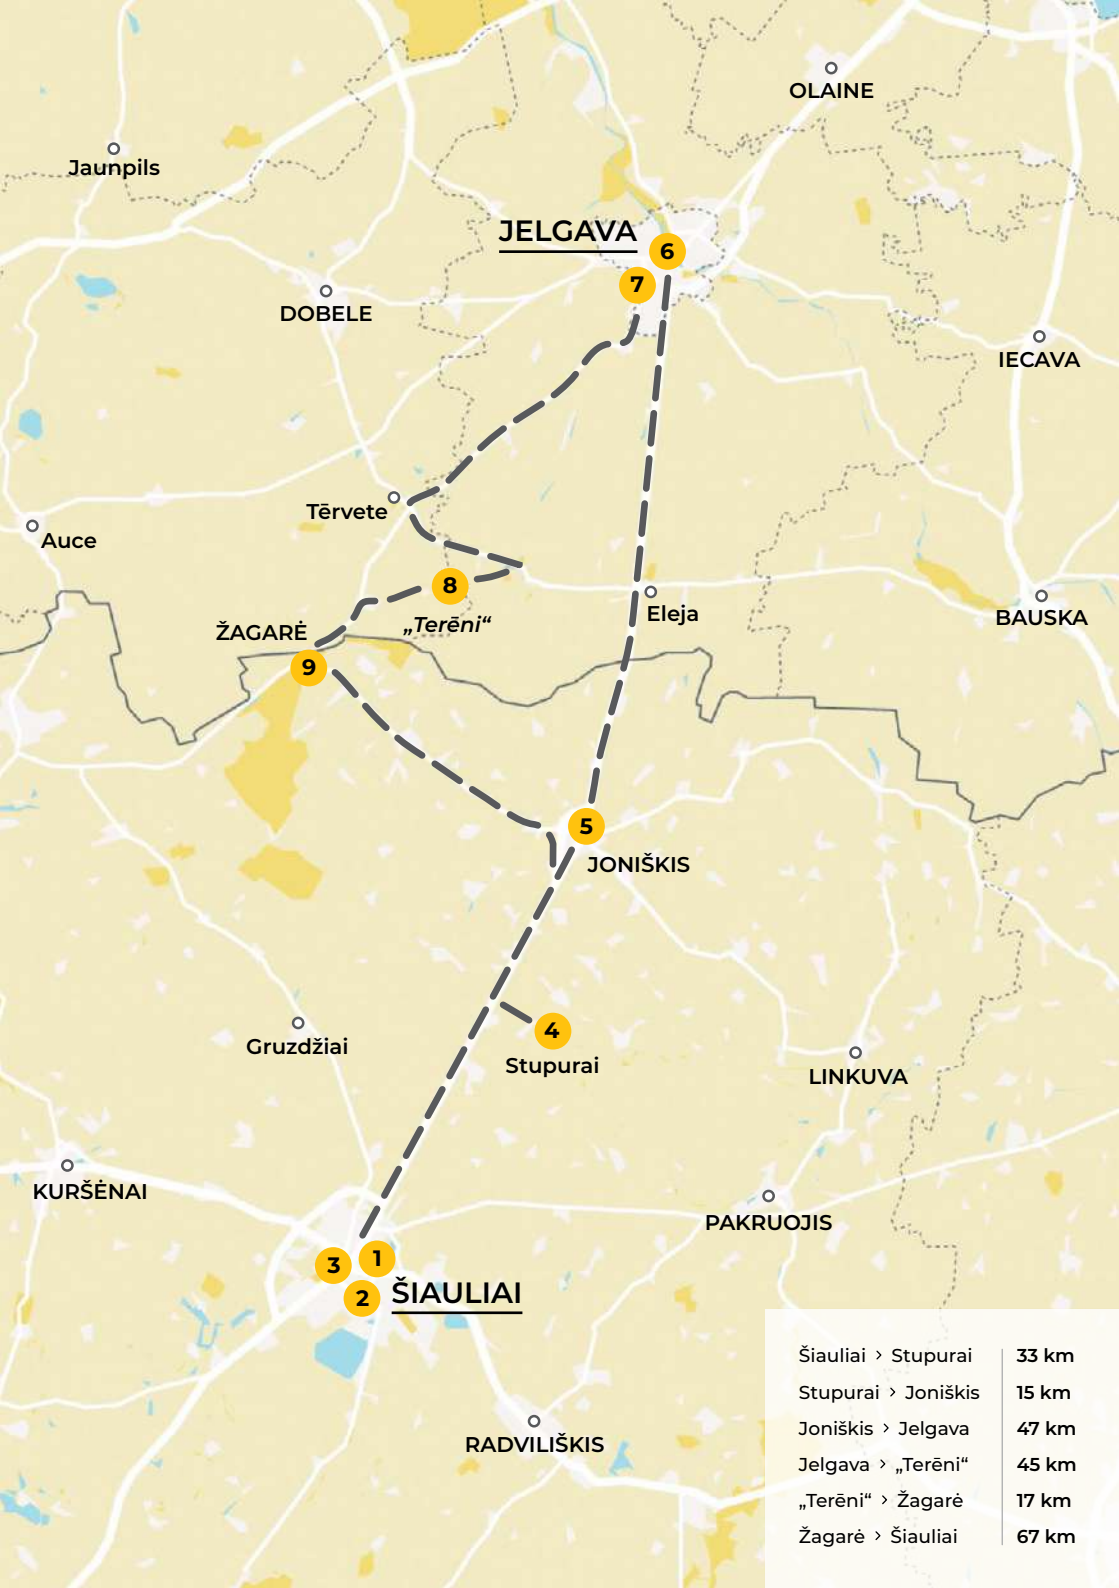 OLAINE
Jaunpils
JELGAVA
6
7
DOBELE
IECAVA
Tērvete
Auce
8
„Terēni“
Eleja
BAUSKA
ŽAGARĖ
9
5
JONIŠKIS
4
Stupurai
Gruzdžiai
LINKUVA
KURŠĖNAI
PAKRUOJIS
3
1
2
ŠIAULIAI
RADVILIŠKIS
Šiauliai › Stupurai 33 km
Stupurai › Joniškis 15 km
Joniškis › Jelgava 47 km
Jelgava › „Terēni“ 45 km
„Terēni“ › Žagarė 17 km
Žagarė › Šiauliai 67 km